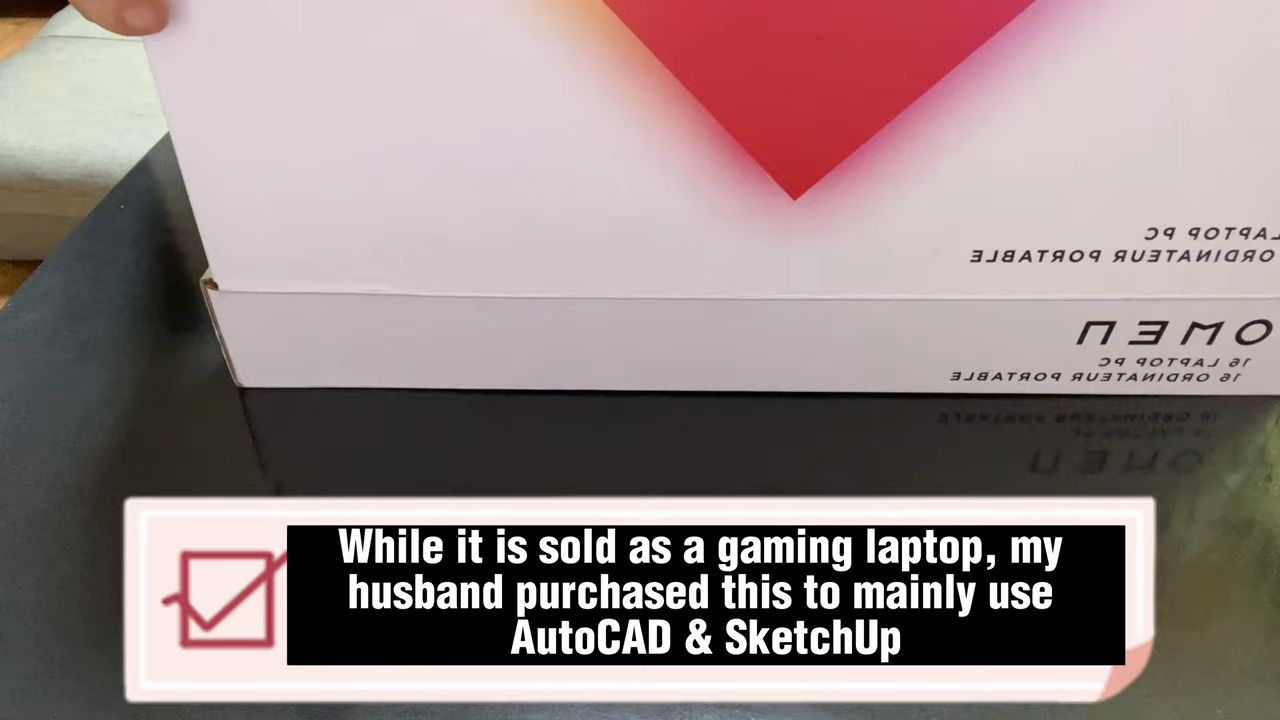 LAPTOP PC
ORDINATEUR PORTABLE
OMEN
16 LAPTOP PC
16 ORDINATEUR PORTABLE
While it is sold as a gaming laptop, my
husband purchased this to mainly use
AutoCAD & SketchUp